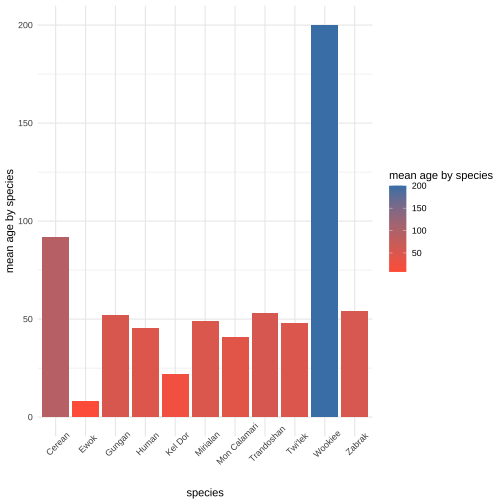 200
150
100
50
0
mean age by species
Cerean
Ewok
Gungan
Human
Kel Dor
Mirialan
Mon Calamari
Trandoshan
Twi'lek
Wookiee
Zabrak
species
mean age by species
200
150
100
50